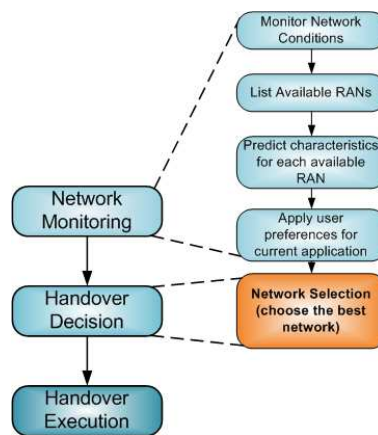 Monitor Network
Conditions
List Available RANs
Predict characteristics
for each available
RAN
Network
Monitoring
Apply user
preferences for
current application
Handover
Decision
Network Selection
(choose the best
network)
Handover
Execution